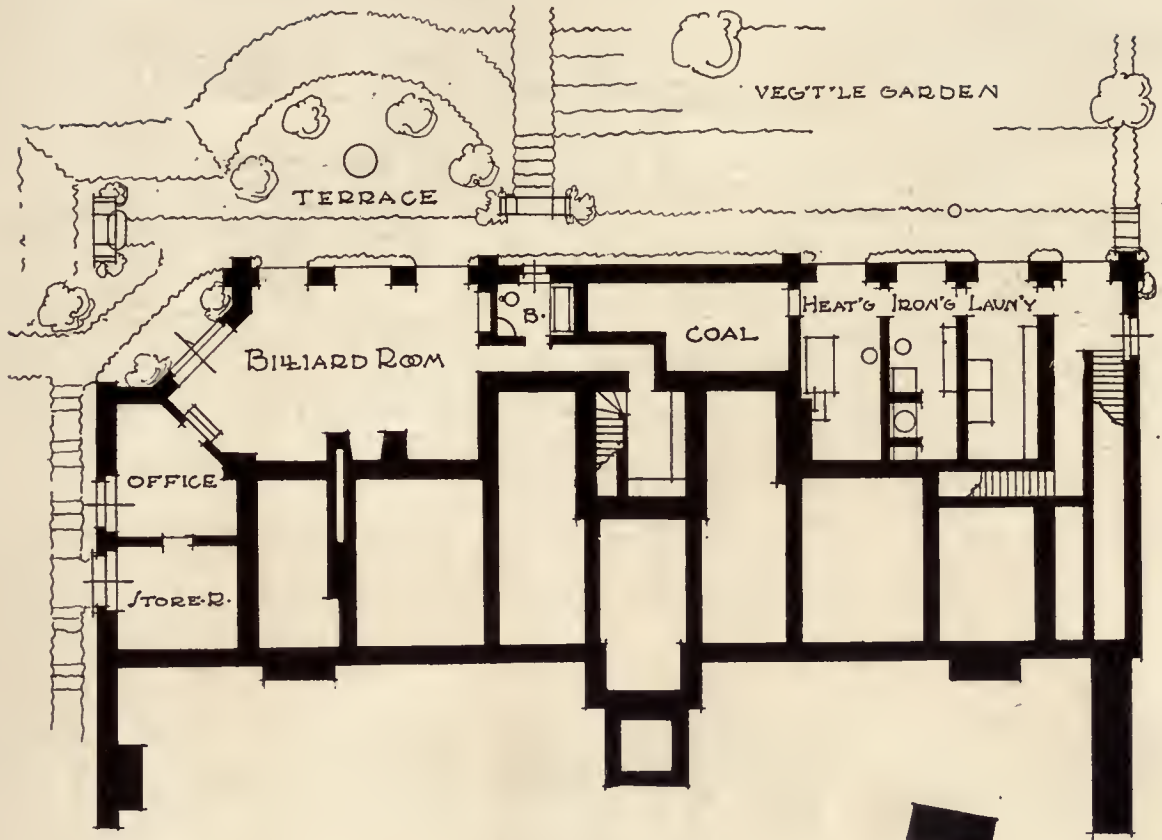 VEG'T'LE GARDEN
TERRACE
HEAT'G IRON'G LAUN'Y
B.
COAL
BILLIARD ROOM
OFFICE
STORE·R·